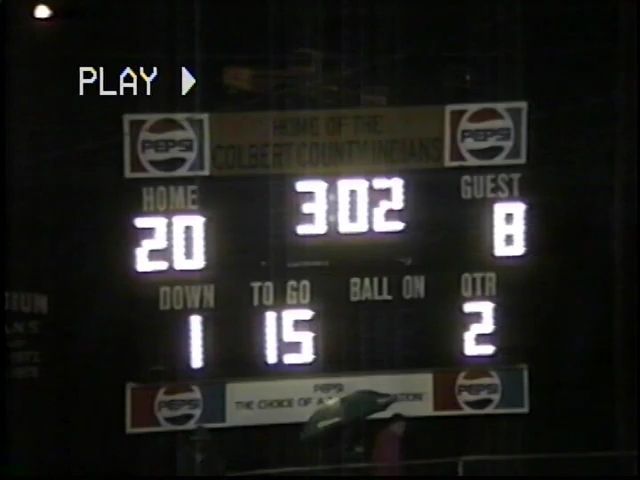 PLAY
PEPSI
HOME OF THE
COLBERT COUNTY INDIANS
PEPSI
HOME
3:02
GUEST
20
8
DOWN
TO GO
BALL ON
QTR
1
15
2
PEPSI
PEPSI
THE CHOICE OF A
PEPSI